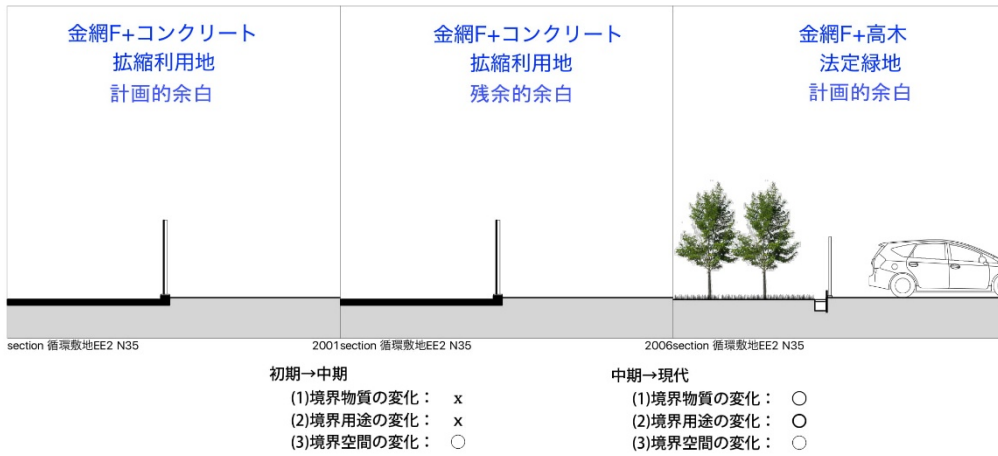 金網F+コンクリート
拡縮利用地
計画的余白
金網F+コンクリート
拡縮利用地
残余的余白
金網F+高木
法定緑地
計画的余白
section 循環敷地EE2 N35
2001section 循環敷地EE2 N35
2006section 循環敷地EE2 N35
初期→中期
(1)境界物質の変化： x
(2)境界用途の変化： x
(3)境界空間の変化： ○
中期→現代
(1)境界物質の変化： ○
(2)境界用途の変化： ○
(3)境界空間の変化： ○